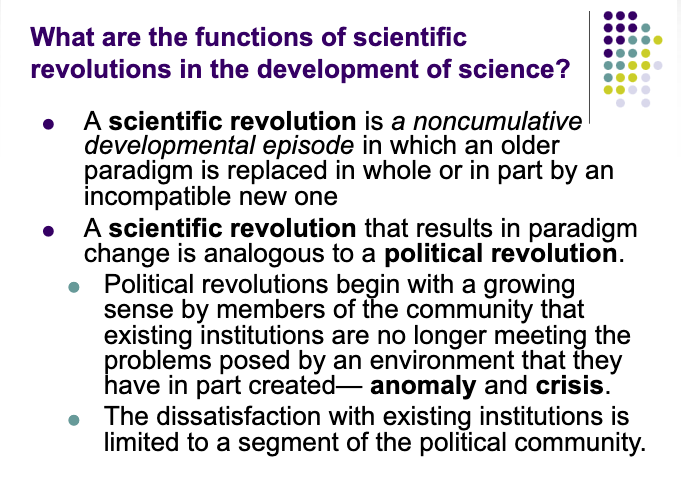 What are the functions of scientific
revolutions in the development of science?
● A scientific revolution is a noncumulative
developmental episode in which an older
paradigm is replaced in whole or in part by an
incompatible new one
● A scientific revolution that results in paradigm
change is analogous to a political revolution.
● Political revolutions begin with a growing
sense by members of the community that
existing institutions are no longer meeting the
problems posed by an environment that they
have in part created— anomaly and crisis.
● The dissatisfaction with existing institutions is
limited to a segment of the political community.